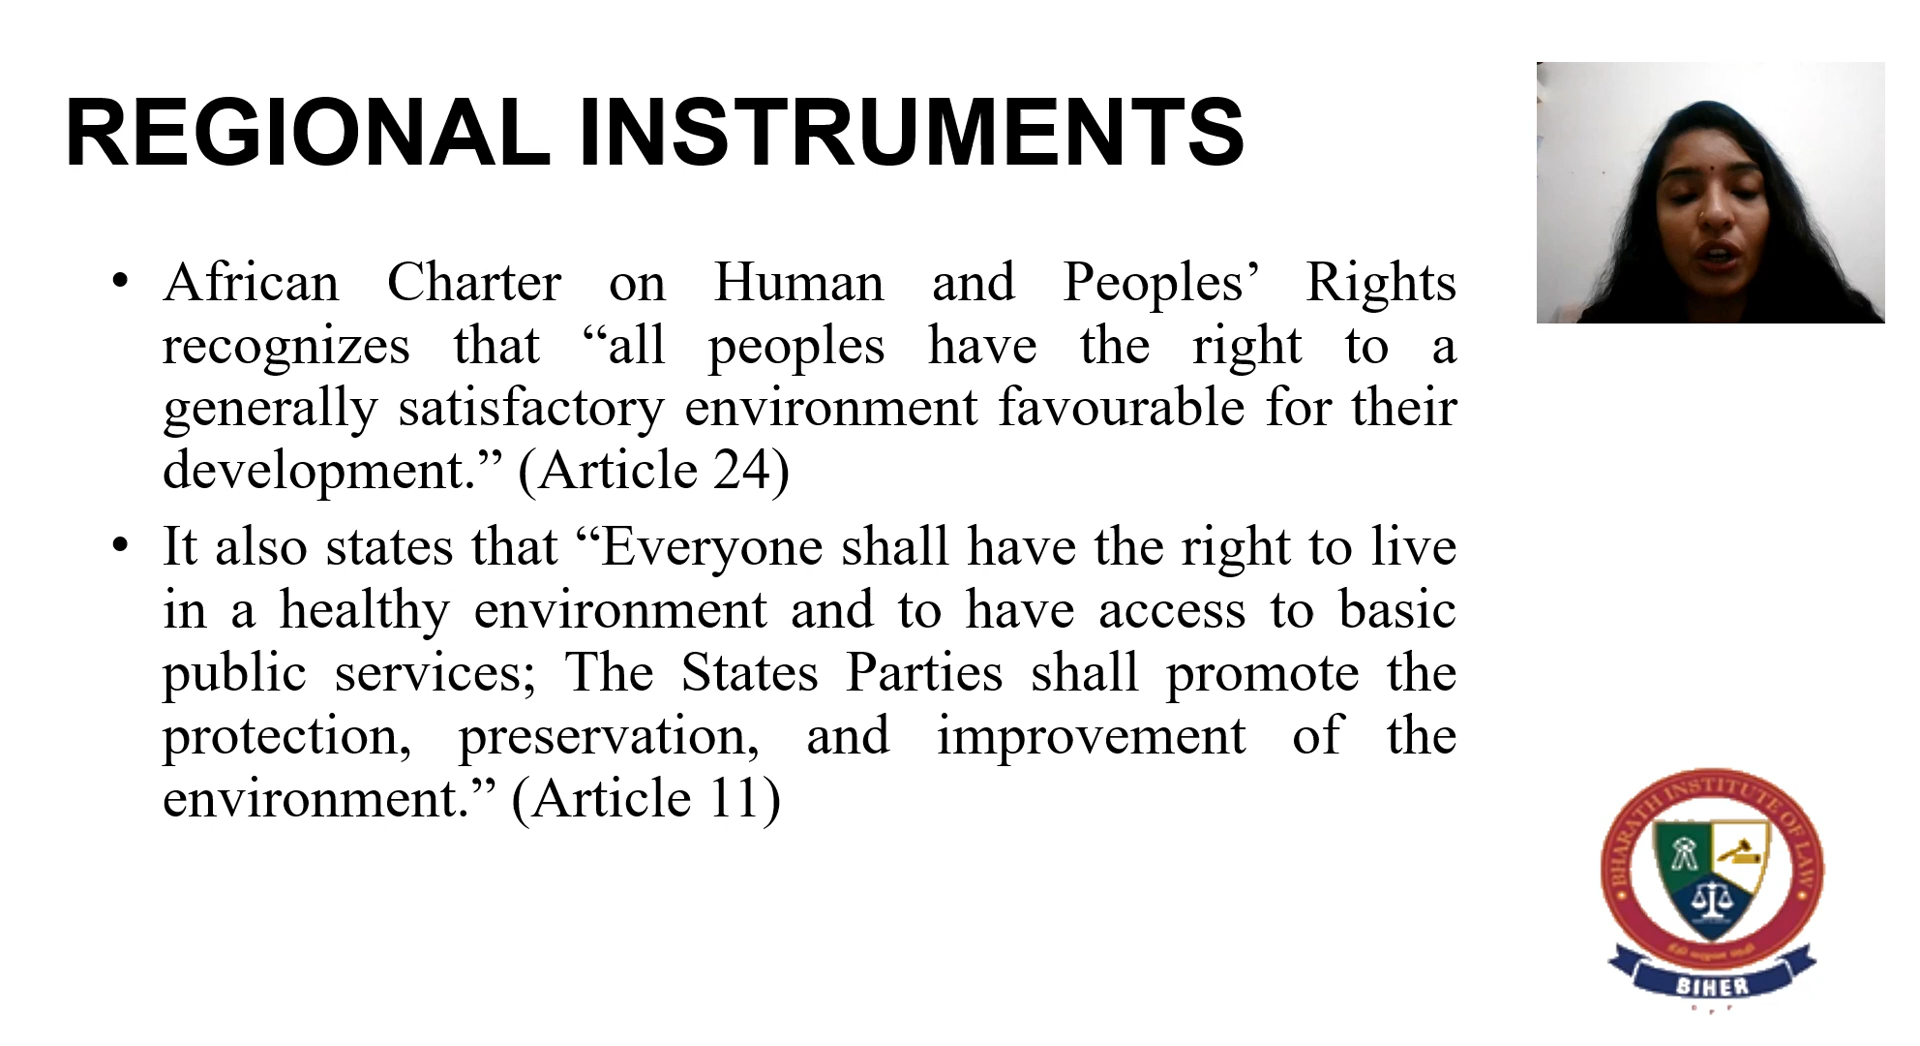 REGIONAL INSTRUMENTS
• African Charter on Human and Peoples’ Rights
recognizes that “all peoples have the right to a
generally satisfactory environment favourable for their
development.” (Article 24)
• It also states that “Everyone shall have the right to live
in a healthy environment and to have access to basic
public services; The States Parties shall promote the
protection, preservation, and improvement of the
environment.” (Article 11)
BHARATH INSTITUTE OF LAW
BIHER